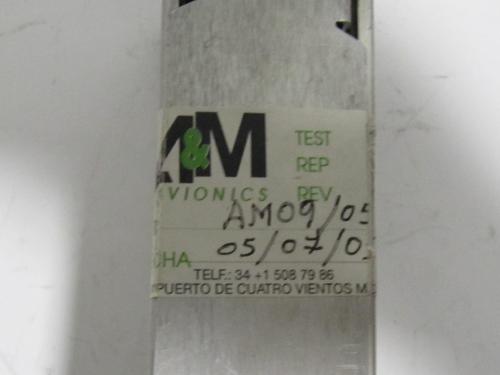 A&M
TEST
REP
AVIONICS REV
AM09/05
05/07/0
CHA
TELF.: 34 +1 508 79 86
PUERTO DE CUATRO VIENTOS M